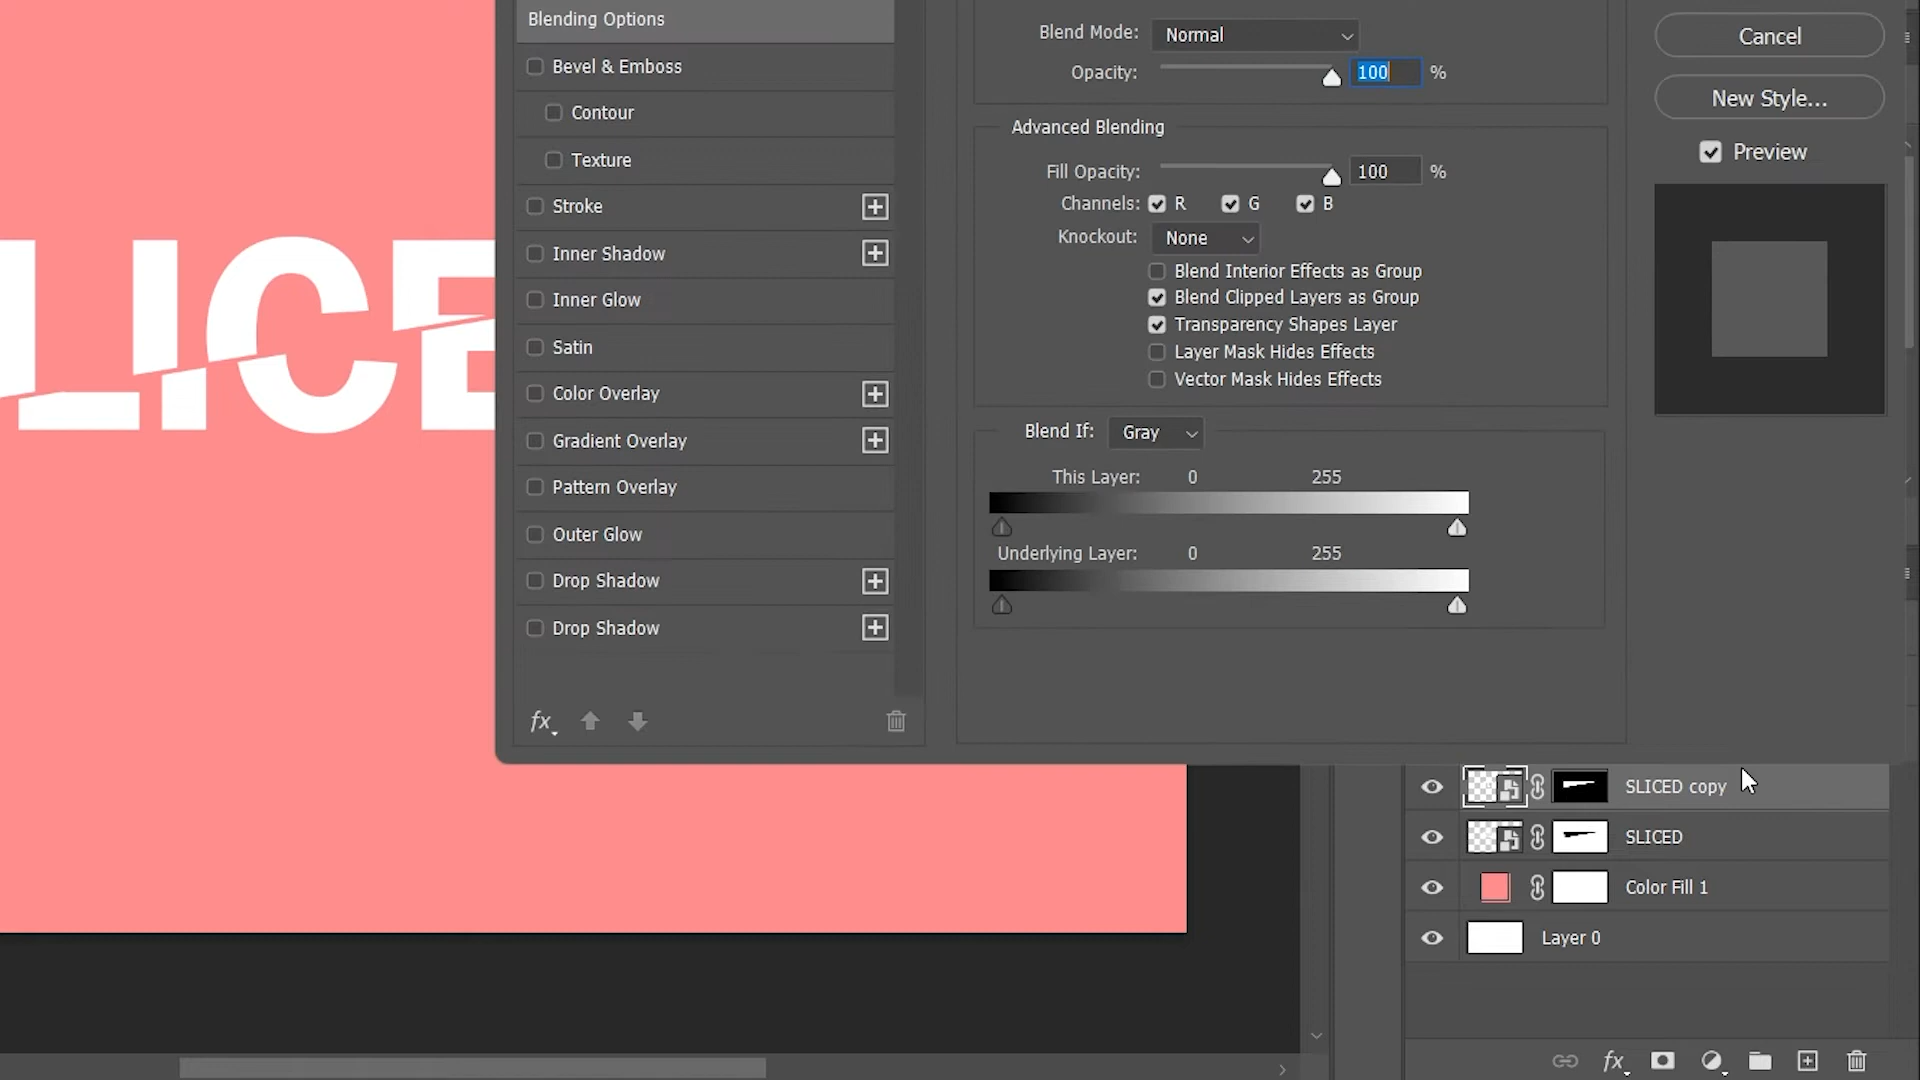 Blending Options
Bevel & Emboss
Contour
Texture
Stroke
Inner Shadow
Inner Glow
Satin
Color Overlay
Gradient Overlay
Pattern Overlay
Outer Glow
Drop Shadow
Drop Shadow
fx
Blend Mode: Normal
Opacity: 100 %
Advanced Blending
Fill Opacity: 100 %
Channels: R G B
Knockout: None
Blend Interior Effects as Group
Blend Clipped Layers as Group
Transparency Shapes Layer
Layer Mask Hides Effects
Vector Mask Hides Effects
Blend If: Gray
This Layer: 0 255
Underlying Layer: 0 255
Cancel
New Style...
Preview
LICE
SLICED copy
SLICED
Color Fill 1
Layer 0
fx